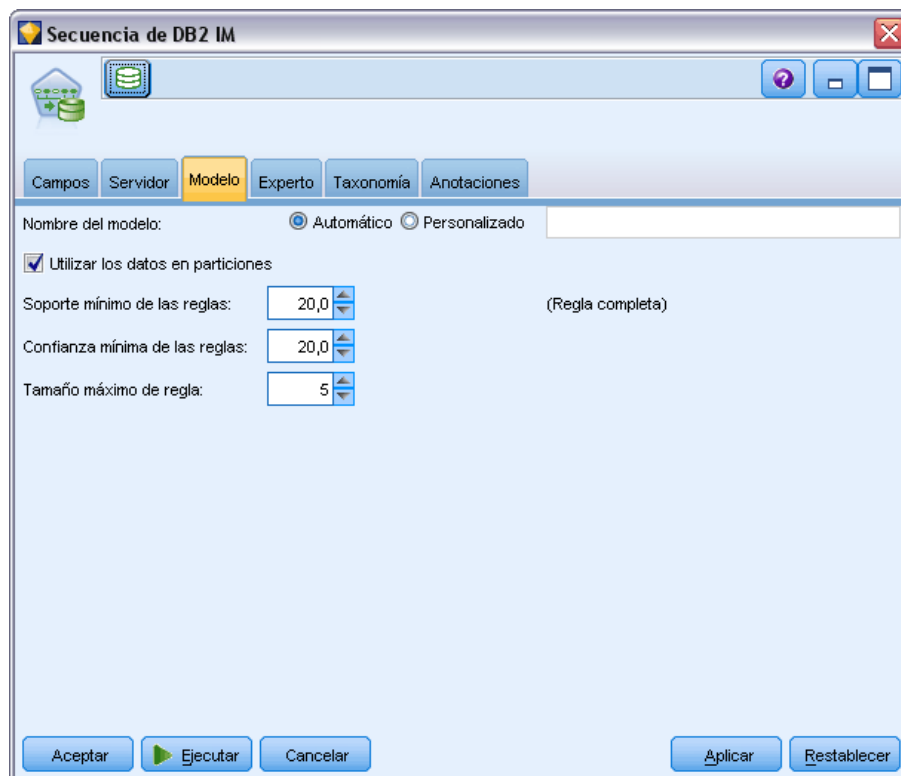 Secuencia de DB2 IM
Campos Servidor Modelo Experto Taxonomía Anotaciones
Nombre del modelo: Automático Personalizado
Utilizar los datos en particiones
Soporte mínimo de las reglas: 20,0 (Regla completa)
Confianza mínima de las reglas: 20,0
Tamaño máximo de regla: 5
Aceptar Ejecutar Cancelar Aplicar Restablecer